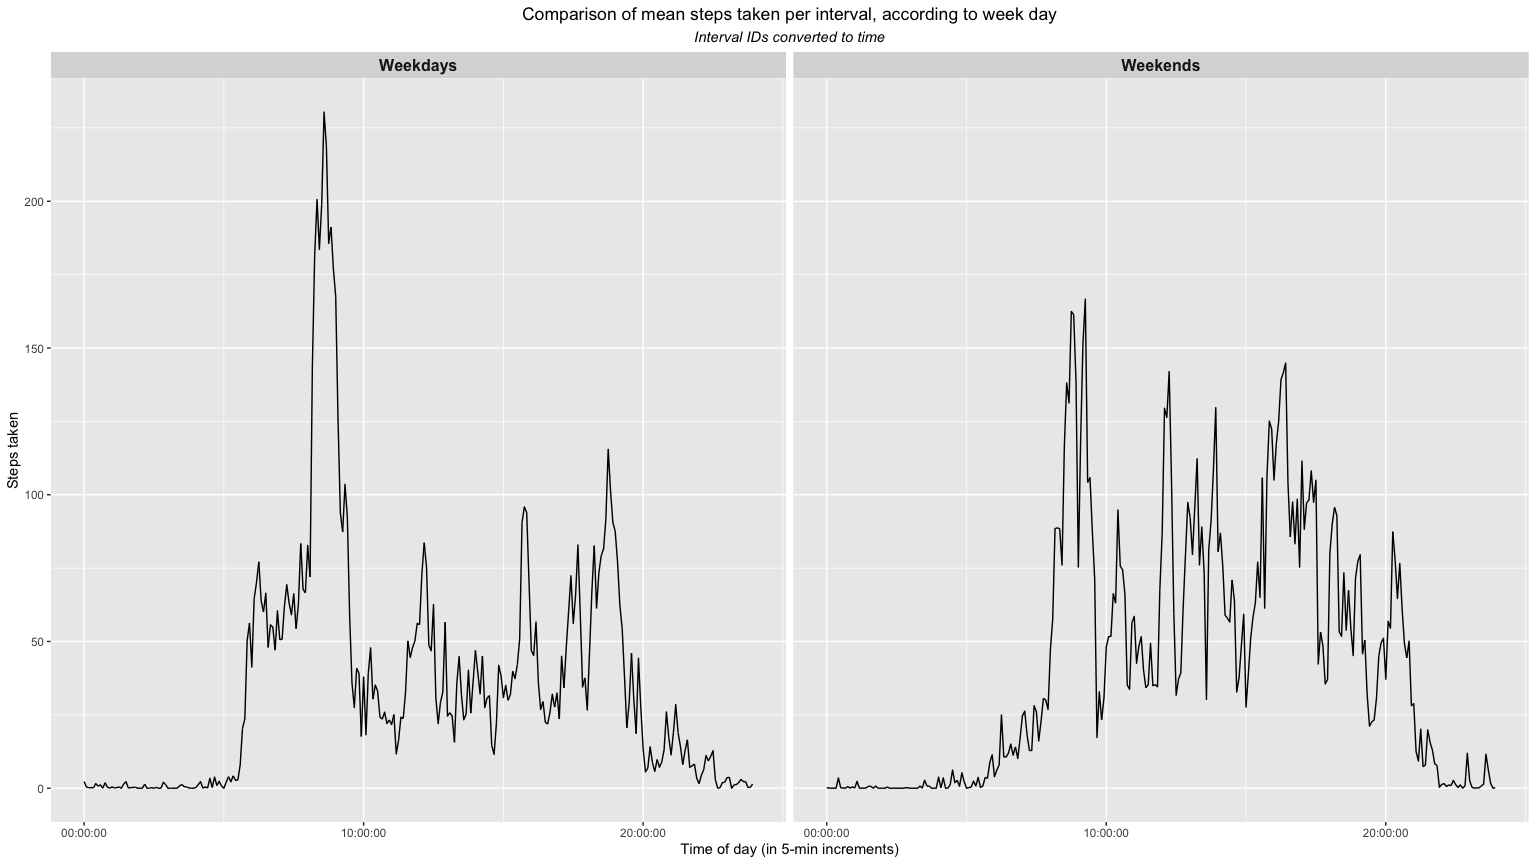 Comparison of mean steps taken per interval, according to week day
Interval IDs converted to time
Weekdays
Weekends
Steps taken
200
150
100
50
0
00:00:00 10:00:00 20:00:00
00:00:00 10:00:00 20:00:00
Time of day (in 5-min increments)